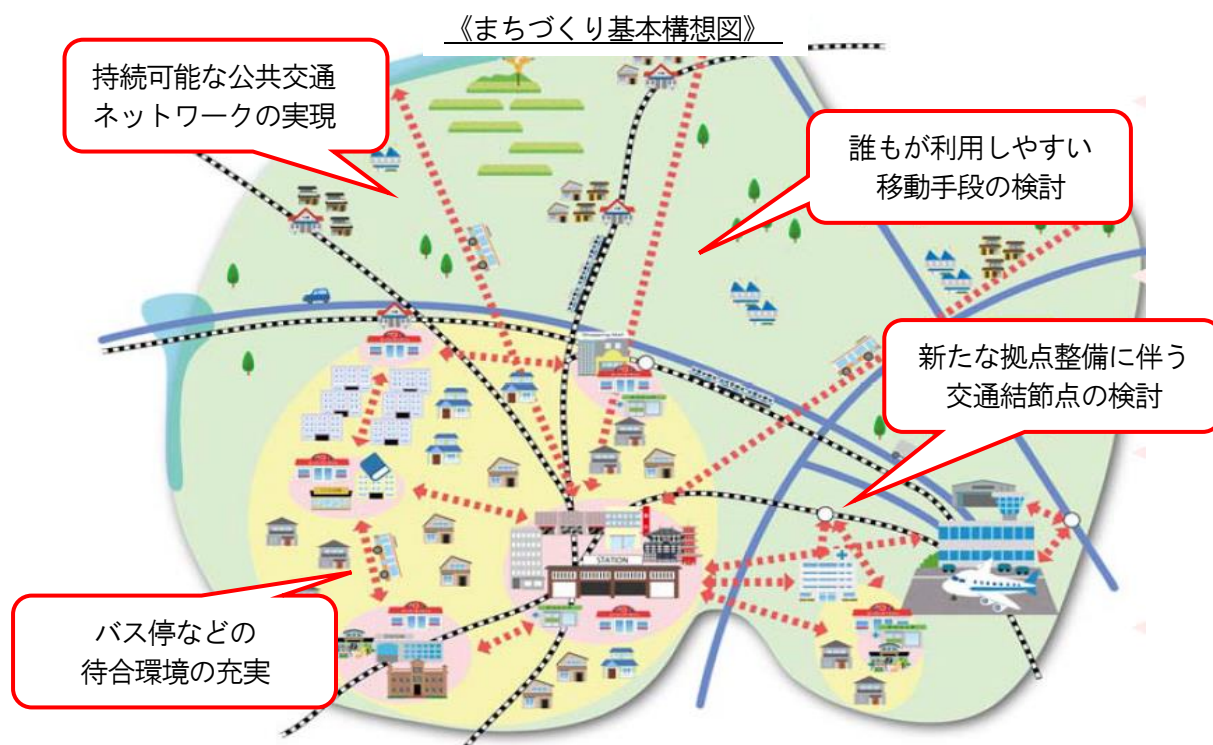 《まちづくり基本構想図》
持続可能な公共交通
ネットワークの実現
誰もが利用しやすい
移動手段の検討
新たな拠点整備に伴う
交通結節点の検討
STATION
バス停などの
待合環境の充実